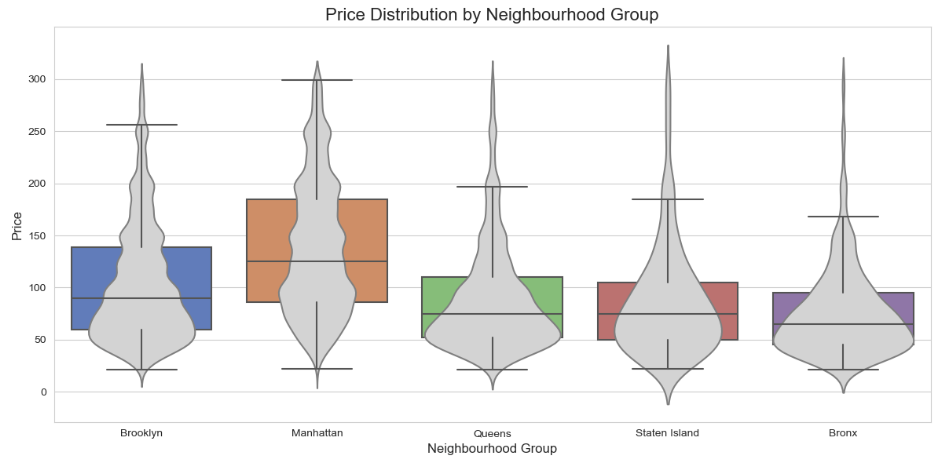 Price Distribution by Neighbourhood Group
300
250
200
150
100
50
0
Price
Brooklyn
Manhattan
Queens
Staten Island
Bronx
Neighbourhood Group